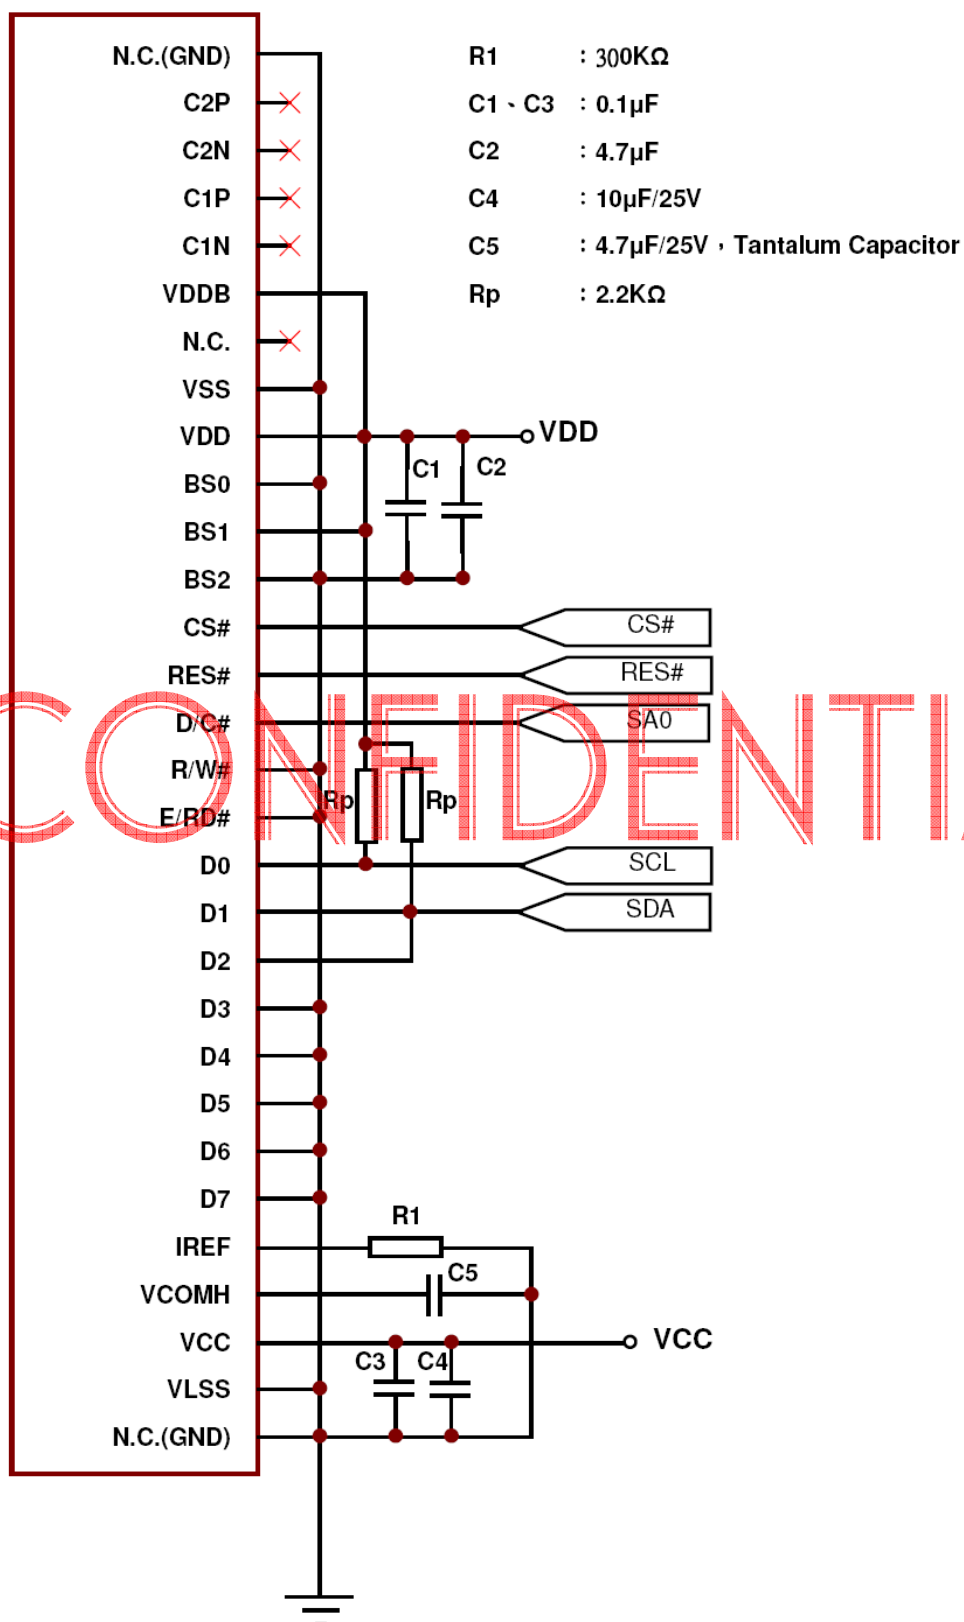 N.C.(GND)
C2P
C2N
C1P
C1N
VDDB
N.C.
VSS
VDD
BS0
BS1
BS2
CS#
RES#
D/C#
R/W#
E/RD#
D0
D1
D2
D3
D4
D5
D6
D7
IREF
VCOMH
VCC
VLSS
N.C.(GND)
R1 : 300KΩ
C1、C3 : 0.1μF
C2 : 4.7μF
C4 : 10μF/25V
C5 : 4.7μF/25V，Tantalum Capacitor
Rp : 2.2KΩ
VDD
C1 C2
CS#
RES#
SA0
Rp Rp
SCL
SDA
R1
C5
VCC
C3 C4
CONFIDENTI